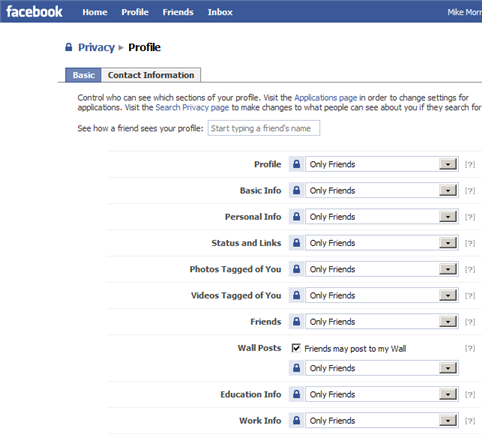 facebook Home Profile Friends Inbox Mike Morr
Privacy ▸ Profile
Basic Contact Information
Control who can see which sections of your profile. Visit the Applications page in order to change settings for
applications. Visit the Search Privacy page to make changes to what people can see about you if they search for
See how a friend sees your profile: Start typing a friend's name
Profile Only Friends [?]
Basic Info Only Friends [?]
Personal Info Only Friends [?]
Status and Links Only Friends [?]
Photos Tagged of You Only Friends [?]
Videos Tagged of You Only Friends [?]
Friends Only Friends [?]
Wall Posts Friends may post to my Wall [?]
Only Friends
Education Info Only Friends [?]
Work Info Only Friends [?]